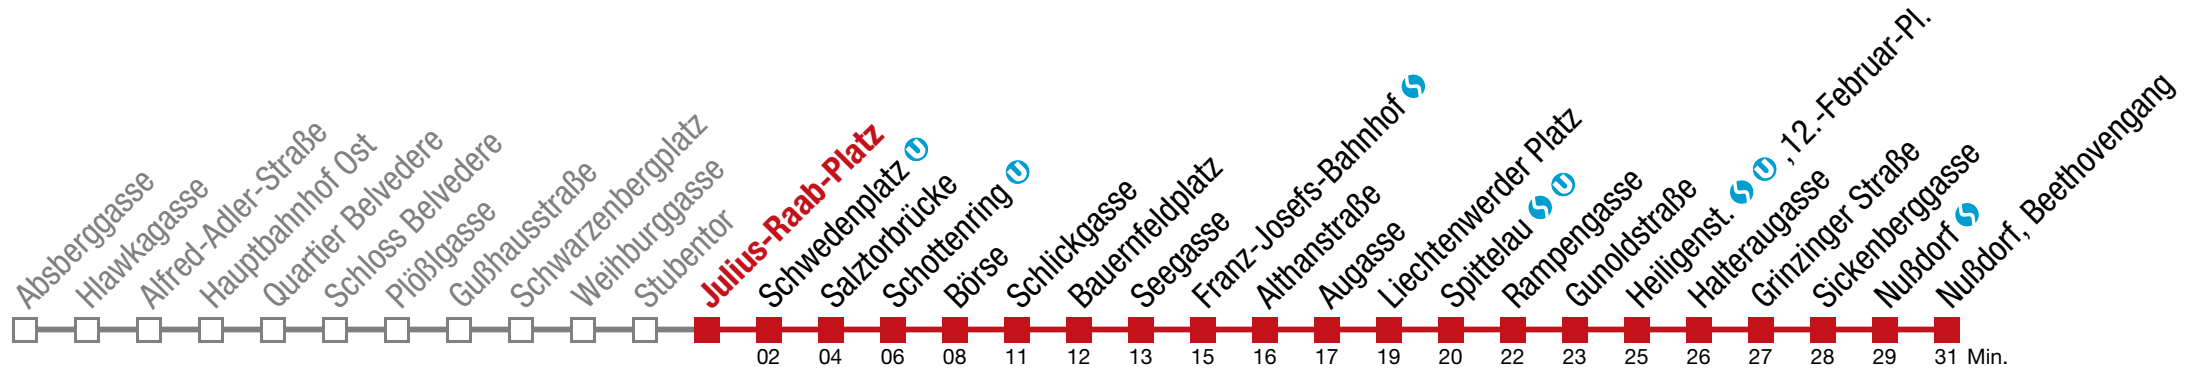 Absberggasse
Hlawkagasse
Alfred-Adler-Straße
Hauptbahnhof Ost
Quartier Belvedere
Schloss Belvedere
Plößlgasse
Gußhausstraße
Schwarzenbergplatz
Weihburggasse
Stubentor
Julius-Raab-Platz
Schwedenplatz U
Salztorbrücke
Schottenring U
Börse
Schlickgasse
Bauernfeldplatz
Seegasse
Franz-Josefs-Bahnhof S
Althanstraße
Augasse
Liechtenwerder Platz
Spittelau S U
Rampengasse
Gunoldstraße
Heiligenst. S U ,12.-Februar-Pl.
Halteraugasse
Grinzinger Straße
Sickenberggasse
Nußdorf S
Nußdorf, Beethovengang
02 04 06 08 11 12 13 15 16 17 19 20 22 23 25 26 27 28 29 31 Min.